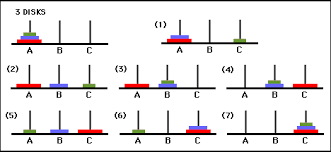 3 DISKS
(1)
A B C
A B C
(2)
(3)
(4)
A B C
A B C
A B C
(5)
(6)
(7)
A B C
A B C
A B C